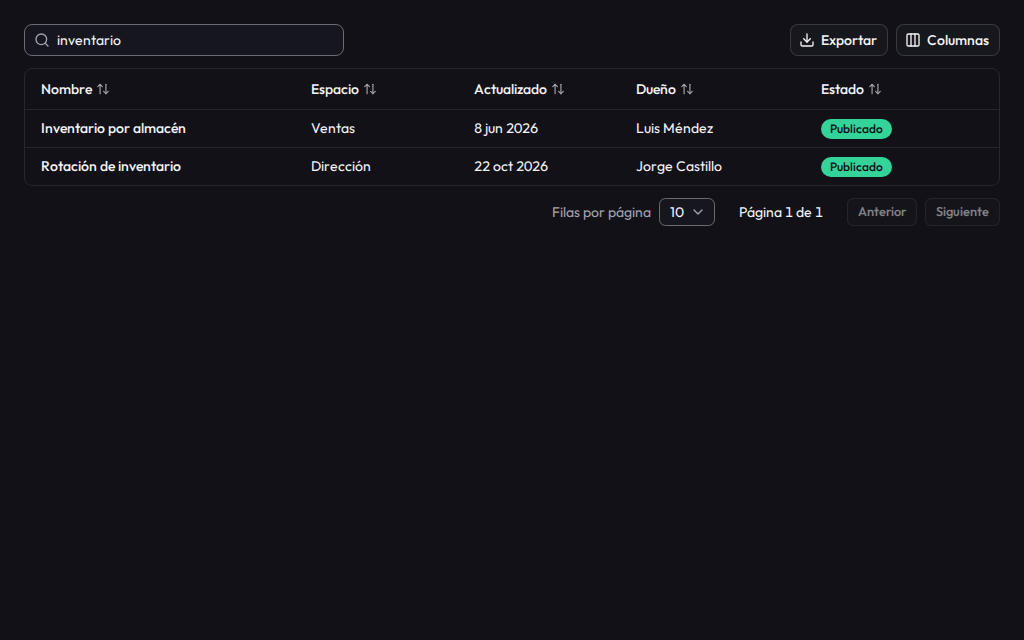 inventario
Exportar
Columnas
Nombre Espacio Actualizado Dueño Estado
Inventario por almacén Ventas 8 jun 2026 Luis Méndez Publicado
Rotación de inventario Dirección 22 oct 2026 Jorge Castillo Publicado
Filas por página 10 Página 1 de 1 Anterior Siguiente